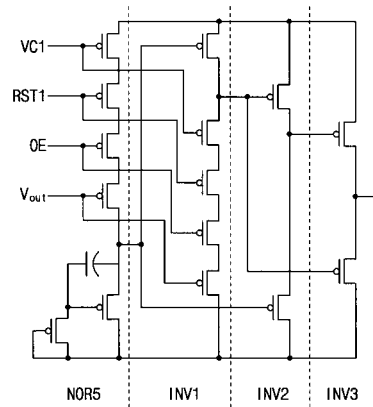 VC1
RST1
OE
Vout
NOR5
INV1
INV2
INV3